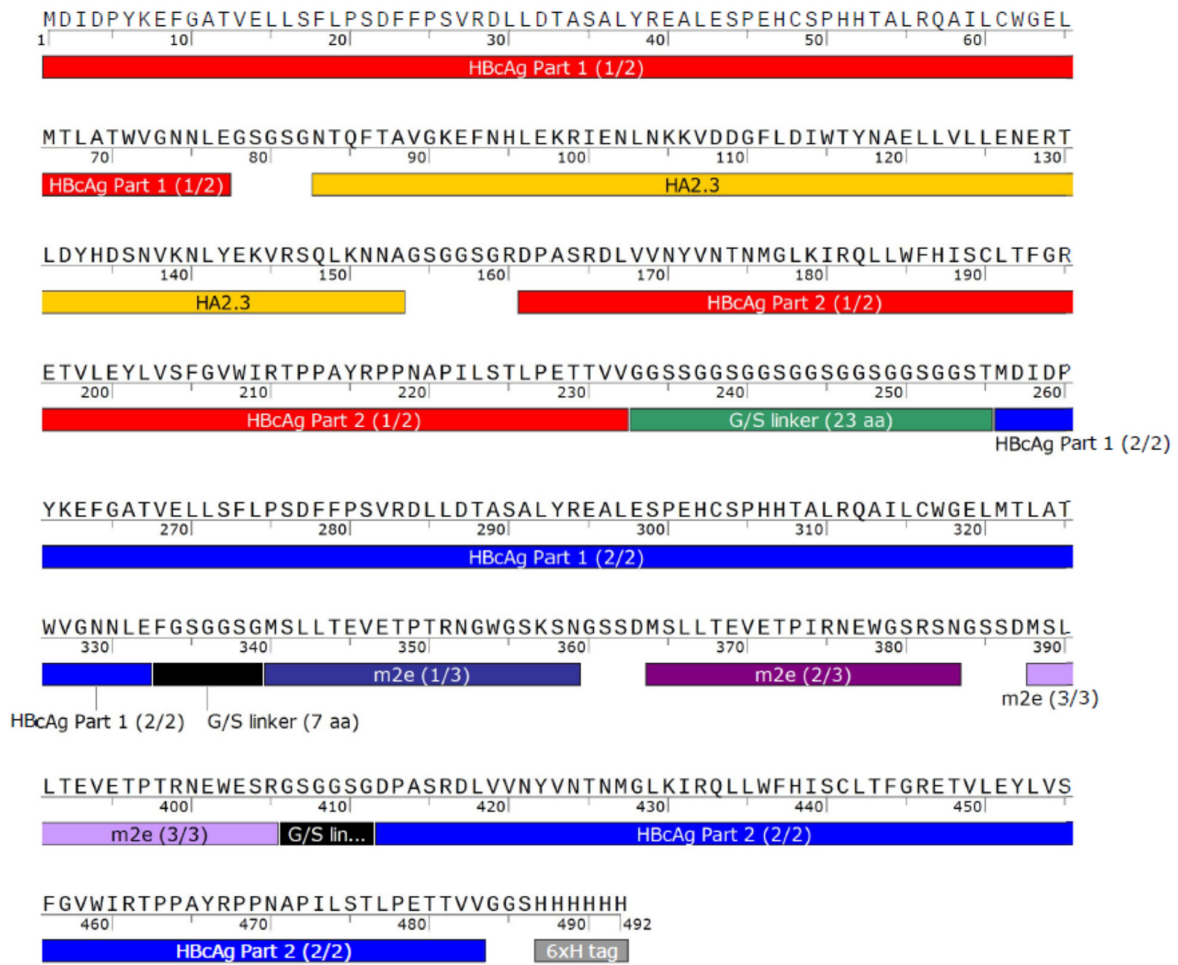 MDIDPYKEFGATVELLSFLPSDFFPSVRDLLDTASALYREALESPEHCSPHHTALRQAILCWGEL
1 10 20 30 40 50 60
HBcAg Part 1 (1/2)
MTLATWVGNNLEGSGSGNTQFTAVGKEFNHLEKRIENLNKKVDDGFLDIWTYNAELLVLLENERT
70 80 90 100 110 120 130
HBcAg Part 1 (1/2) HA2.3
LDYHDSNVKNLYEKVRSQLKNNAGSGGSGRDPASRDLVVNYVNTNMGLKIRQLLWFHISCLTFGR
140 150 160 170 180 190
HA2.3 HBcAg Part 2 (1/2)
ETVLEYLVSFGVWIRTPPAYRPPNAPILSTLPETTVVGGSSGGSGGSGGSGGSGGSGGSTMDIDP
200 210 220 230 240 250 260
HBcAg Part 2 (1/2) G/S linker (23 aa)
HBcAg Part 1 (2/2)
YKEFGATVELLSFLPSDFFPSVRDLLDTASALYREALESPEHCSPHHTALRQAILCWGELMTLAT
270 280 290 300 310 320
HBcAg Part 1 (2/2)
WVGNNLEFGSGGSGMSLLTEVETPTRNGWGSKSNGSSDMSLLTEVETPIRNEWGSRSNGSSDMSL
330 340 350 360 370 380 390
m2e (1/3) m2e (2/3)
m2e (3/3)
HBcAg Part 1 (2/2) G/S linker (7 aa)
LTEVETPTRNEWESRGSGGSGDPASRDLVVNYVNTNMGLKIRQLLWFHISCLTFGRETVLEYLVS
400 410 420 430 440 450
m2e (3/3) G/S lin... HBcAg Part 2 (2/2)
FGVWIRTPPAYRPPNAPILSTLPETTVVGGSHHHHHH
460 470 480 490 492
HBcAg Part 2 (2/2) 6xH tag